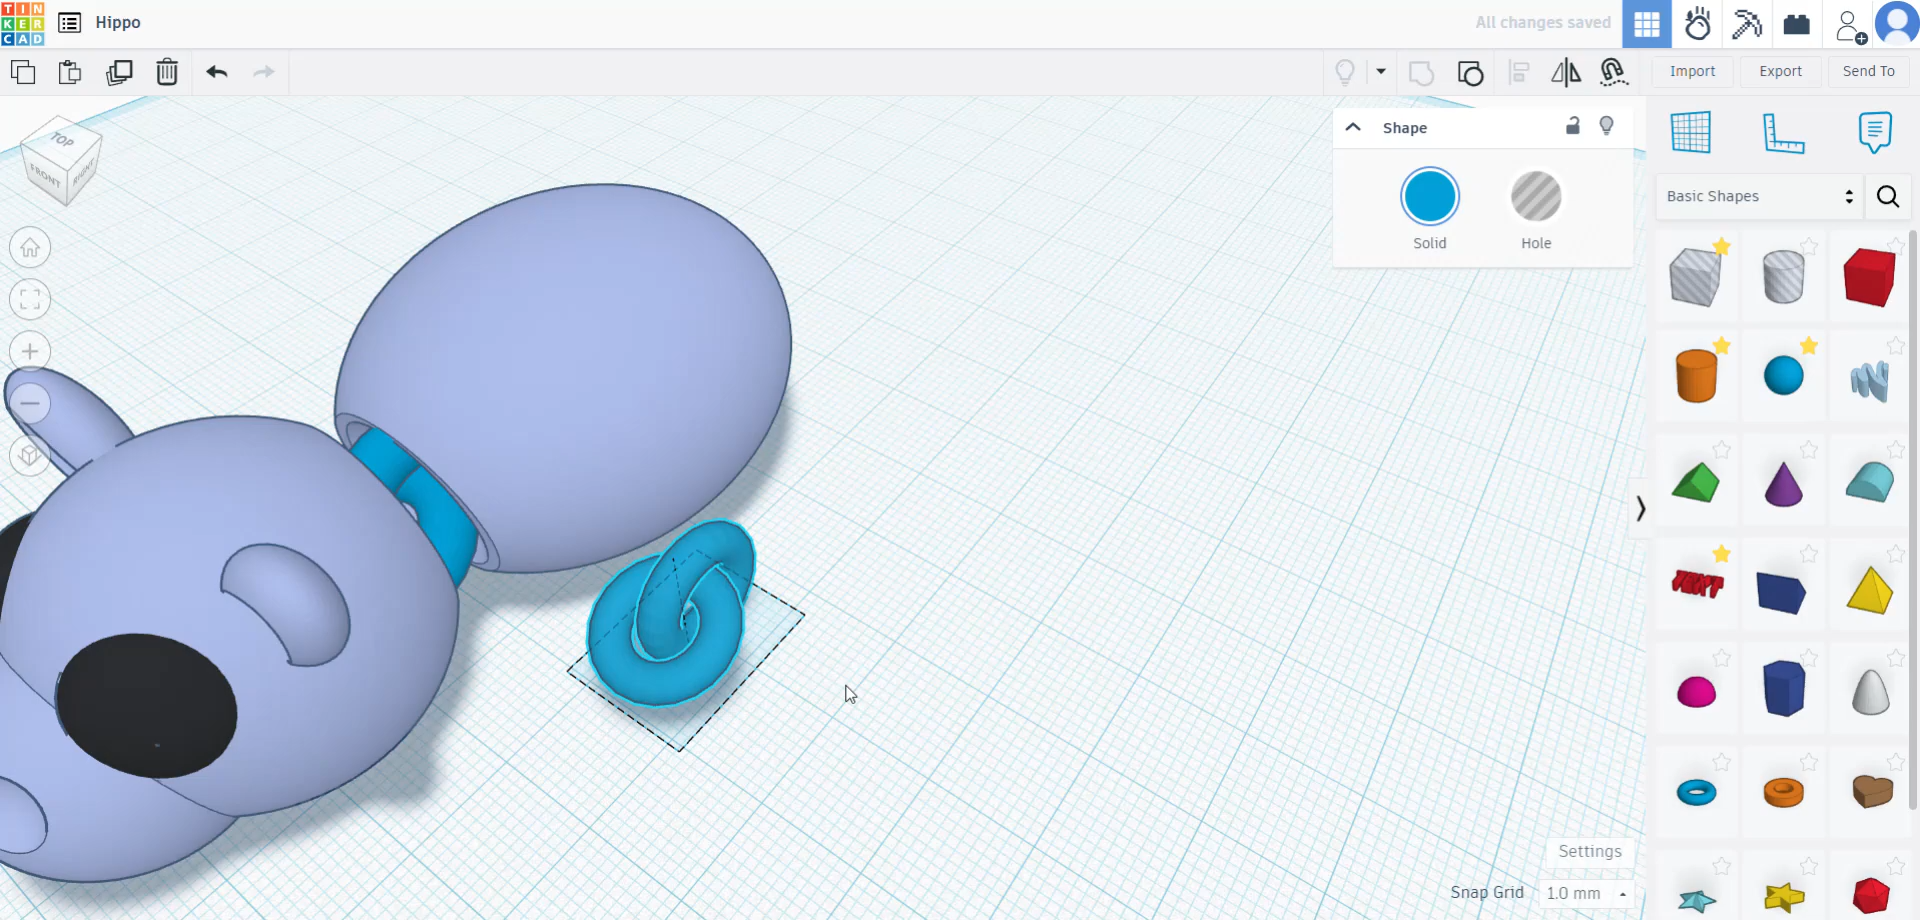 TIN
KER
CAD
Hippo
All changes saved
Import
Export
Send To
TOP
FRONT
RIGHT
Shape
Solid
Hole
Basic Shapes
TEXT
Settings
Snap Grid
1.0 mm